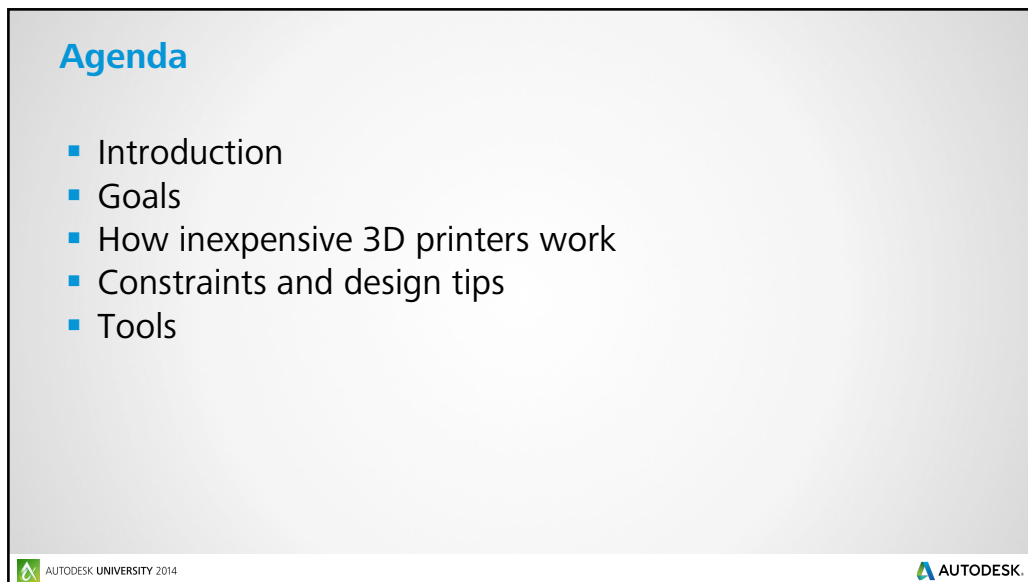 Agenda
▪ Introduction
▪ Goals
▪ How inexpensive 3D printers work
▪ Constraints and design tips
▪ Tools
AUTODESK UNIVERSITY 2014
AUTODESK.